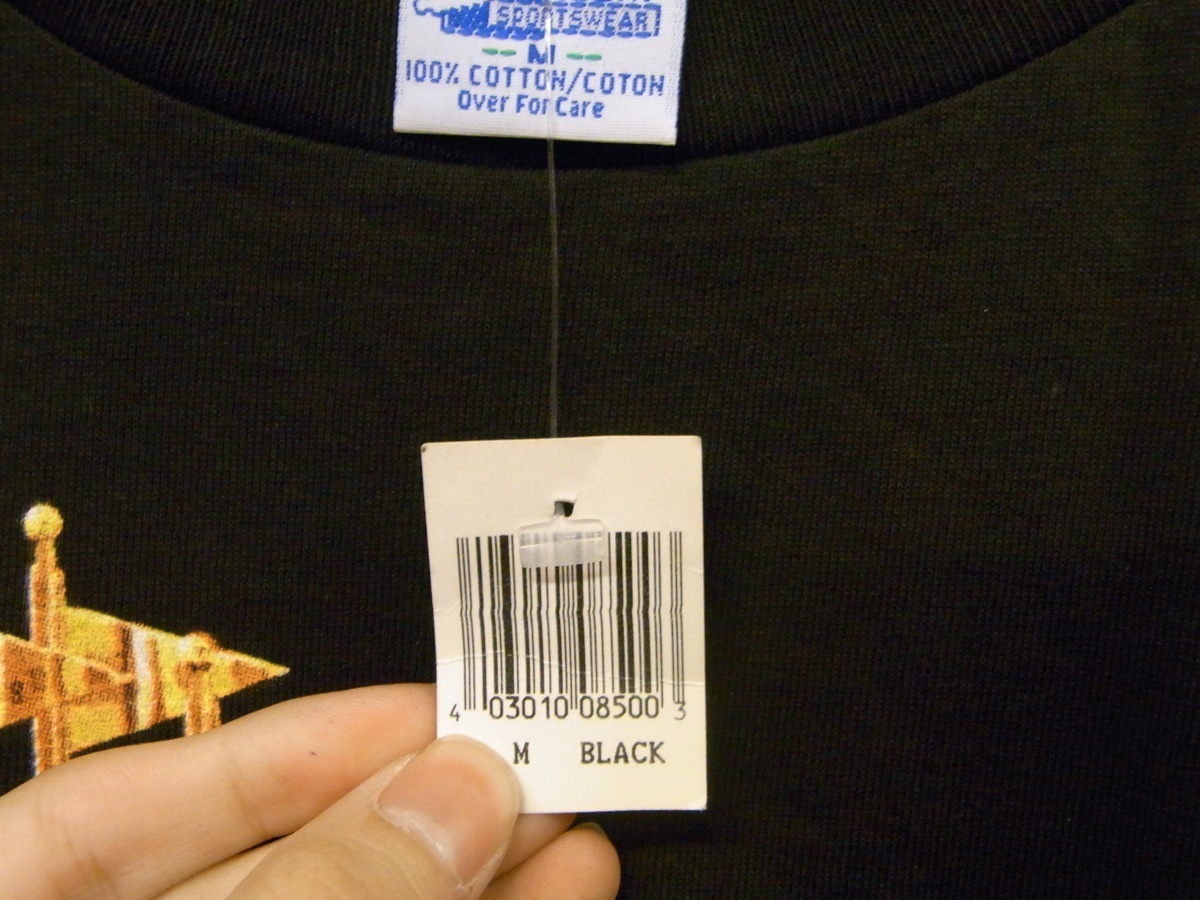 SPORTSWEAR
M
100% COTTON/COTON
Over For Care
4 03010 08500 3
M BLACK